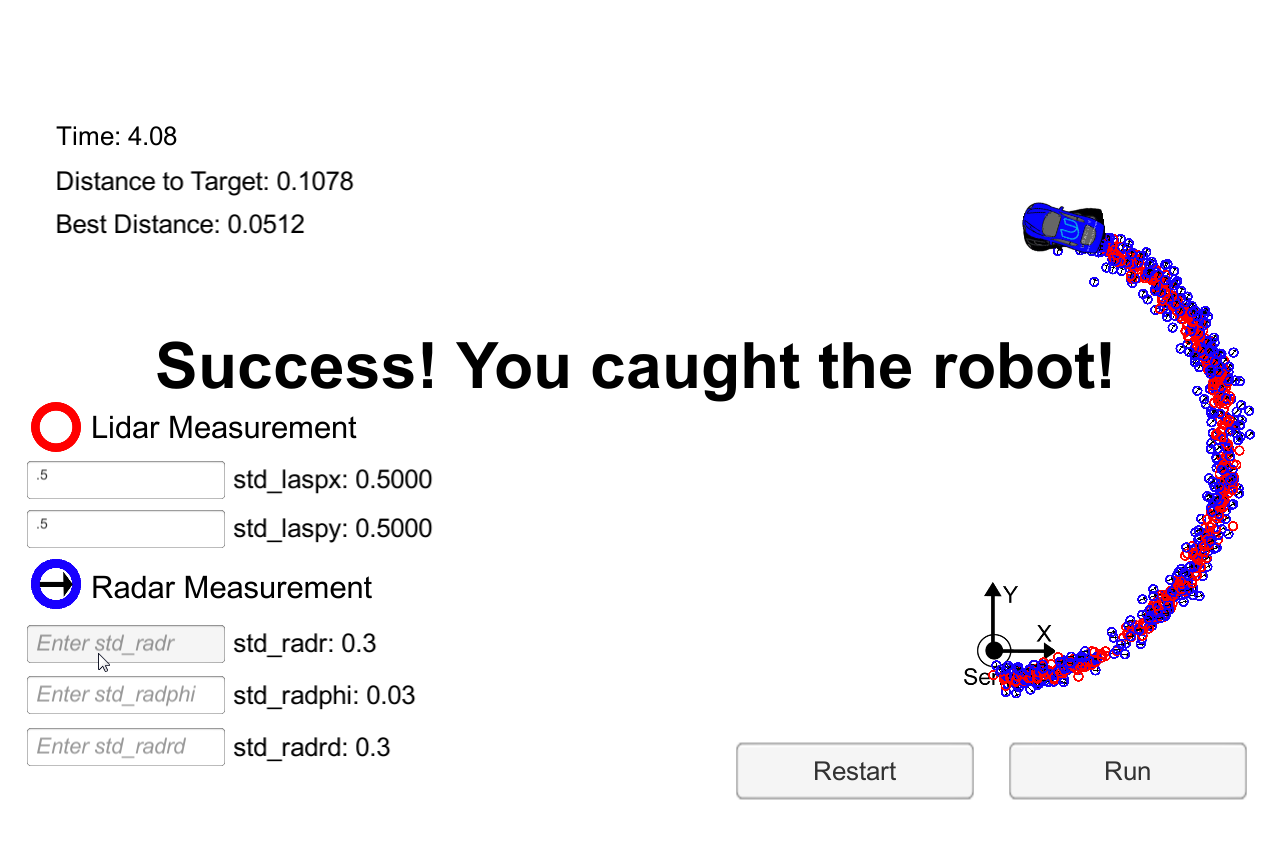 Time: 4.08
Distance to Target: 0.1078
Best Distance: 0.0512
Success! You caught the robot!
Lidar Measurement
.5
std_laspx: 0.5000
.5
std_laspy: 0.5000
Radar Measurement
Enter std_radr
std_radr: 0.3
Enter std_radphi
std_radphi: 0.03
Enter std_radrd
std_radrd: 0.3
Y
X
Restart
Run